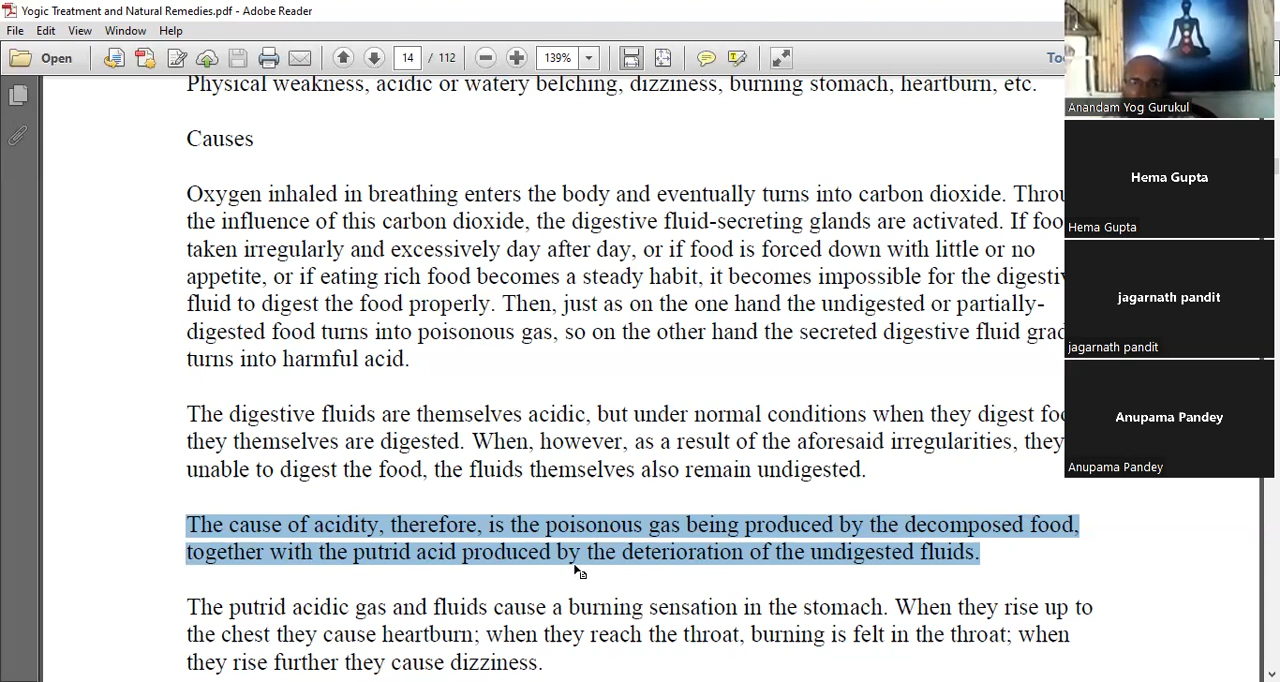 Yogic Treatment and Natural Remedies.pdf - Adobe Reader
File Edit View Window Help
Open 14 / 112 139%
Physical weakness, acidic or watery belching, dizziness, burning stomach, heartburn, etc.
Causes
Oxygen inhaled in breathing enters the body and eventually turns into carbon dioxide.
the influence of this carbon dioxide, the digestive fluid-secreting glands are activated. If
taken irregularly and excessively day after day, or if food is forced down with little or no
appetite, or if eating rich food becomes a steady habit, it becomes impossible for the
fluid to digest the food properly. Then, just as on the one hand the undigested or partially-
digested food turns into poisonous gas, so on the other hand the secreted digestive fluid
turns into harmful acid.
The digestive fluids are themselves acidic, but under normal conditions when they digest
they themselves are digested. When, however, as a result of the aforesaid irregularities, they
unable to digest the food, the fluids themselves also remain undigested.
The cause of acidity, therefore, is the poisonous gas being produced by the decomposed food,
together with the putrid acid produced by the deterioration of the undigested fluids.
The putrid acidic gas and fluids cause a burning sensation in the stomach. When they rise up to
the chest they cause heartburn; when they reach the throat, burning is felt in the throat; when
they rise further they cause dizziness.
Anandam Yog Gurukul
Hema Gupta
Hema Gupta
jagarnath pandit
jagarnath pandit
Anupama Pandey
Anupama Pandey